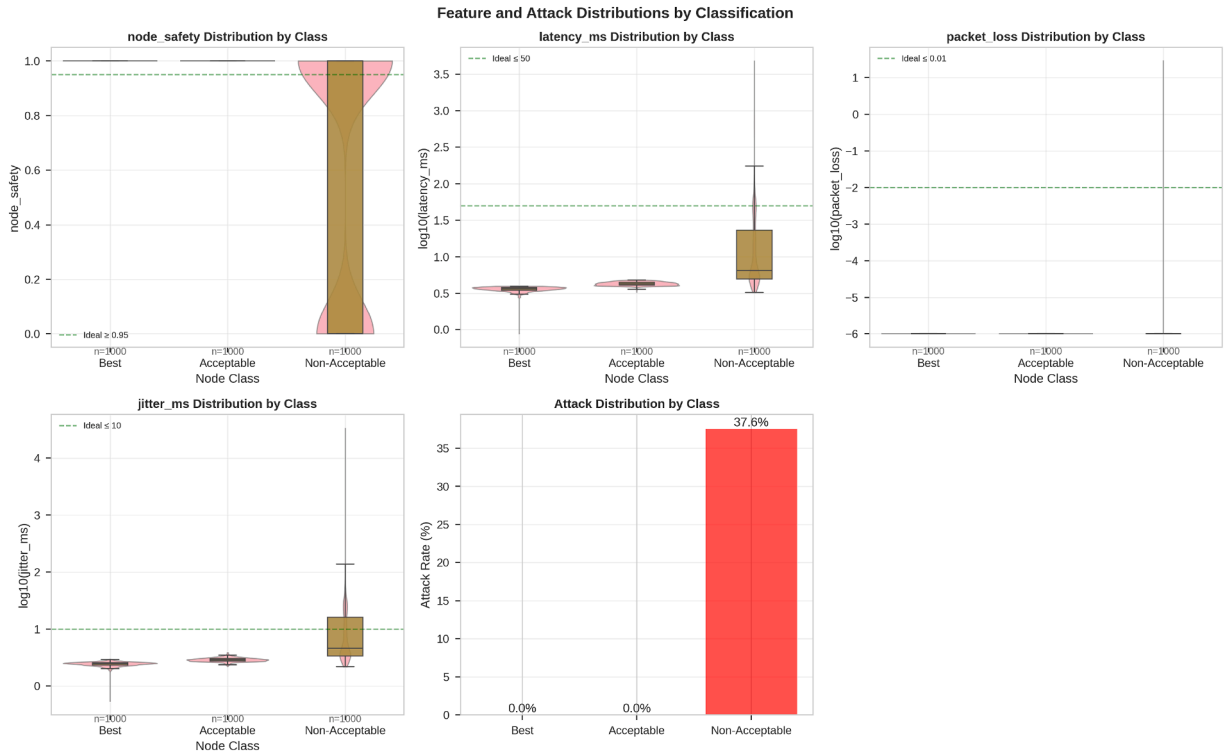 Feature and Attack Distributions by Classification
node_safety Distribution by Class
node_safety
1.0
0.8
0.6
0.4
0.2
0.0
Ideal ≥ 0.95
n=1000 n=1000 n=1000
Best Acceptable Non-Acceptable
Node Class
latency_ms Distribution by Class
Ideal ≤ 50
log10(latency_ms)
3.5
3.0
2.5
2.0
1.5
1.0
0.5
0.0
n=1000 n=1000 n=1000
Best Acceptable Non-Acceptable
Node Class
packet_loss Distribution by Class
Ideal ≤ 0.01
log10(packet_loss)
1
0
−1
−2
−3
−4
−5
−6
n=1000 n=1000 n=1000
Best Acceptable Non-Acceptable
Node Class
jitter_ms Distribution by Class
Ideal ≤ 10
log10(jitter_ms)
4
3
2
1
0
n=1000 n=1000 n=1000
Best Acceptable Non-Acceptable
Node Class
Attack Distribution by Class
Attack Rate (%)
35
30
25
20
15
10
5
0
0.0% 0.0% 37.6%
Best Acceptable Non-Acceptable